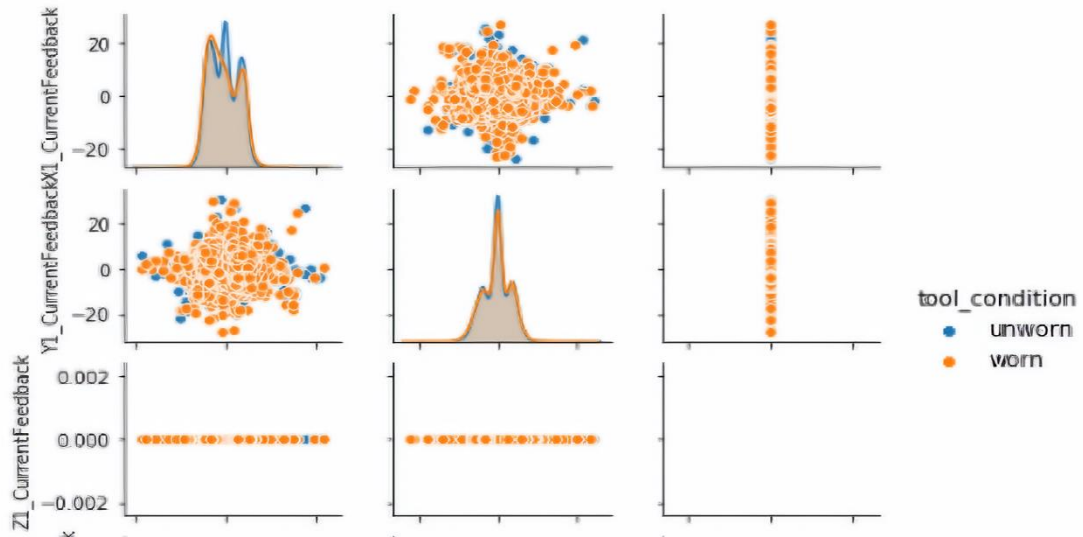 X1_CurrentFeedback
20
0
−20
Y1_CurrentFeedback
20
0
−20
tool_condition
unworn
worn
Z1_CurrentFeedback
0.002
0.000
−0.002